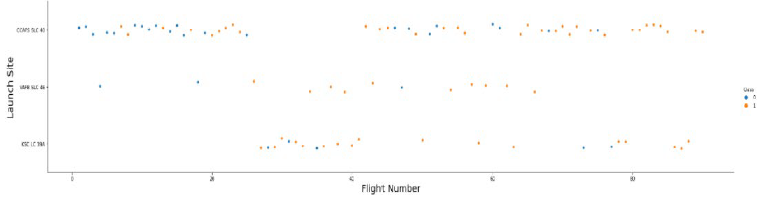 Launch Site
CCAFS SLC 40
VAFB SLC 4E
KSC LC 39A
0
20
40
60
80
Flight Number
Class
0
1